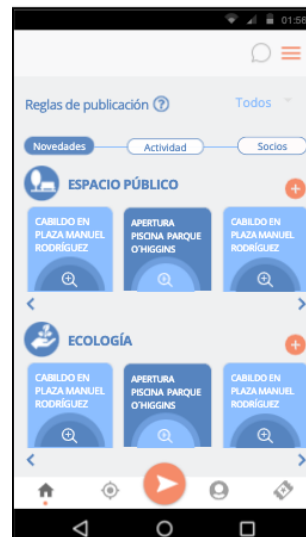 01:56
Reglas de publicación ?
Todos
Novedades
Actividad
Socios
ESPACIO PÚBLICO
CABILDO EN
PLAZA MANUEL
RODRÍGUEZ
APERTURA
PISCINA PARQUE
O'HIGGINS
CABILDO EN
PLAZA MANUEL
RODRÍGUEZ
ECOLOGÍA
CABILDO EN
PLAZA MANUEL
RODRÍGUEZ
APERTURA
PISCINA PARQUE
O'HIGGINS
CABILDO EN
PLAZA MANUEL
RODRÍGUEZ